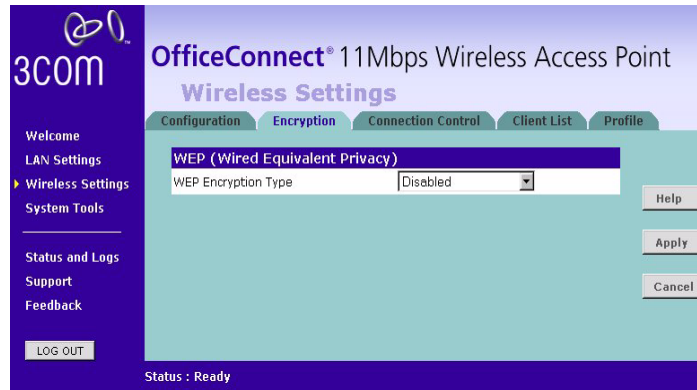 3COM
OfficeConnect® 11Mbps Wireless Access Point
Wireless Settings
Configuration Encryption Connection Control Client List Profile
Welcome
LAN Settings
Wireless Settings
System Tools
Status and Logs
Support
Feedback
LOG OUT
WEP (Wired Equivalent Privacy)
WEP Encryption Type Disabled
Help
Apply
Cancel
Status : Ready